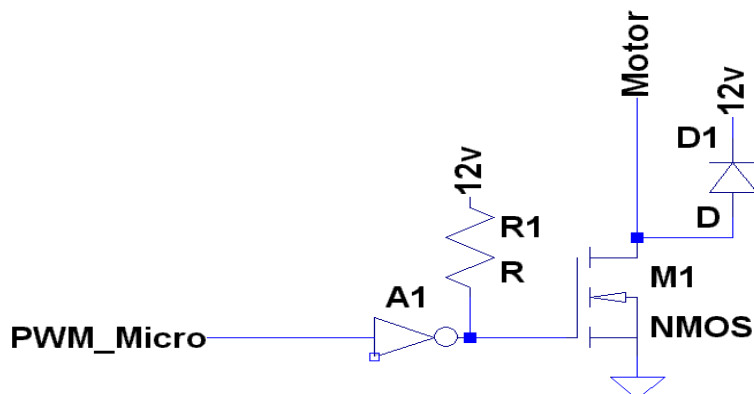 Motor
12v
D1
12v
R1
D
R
M1
A1
NMOS
PWM_Micro